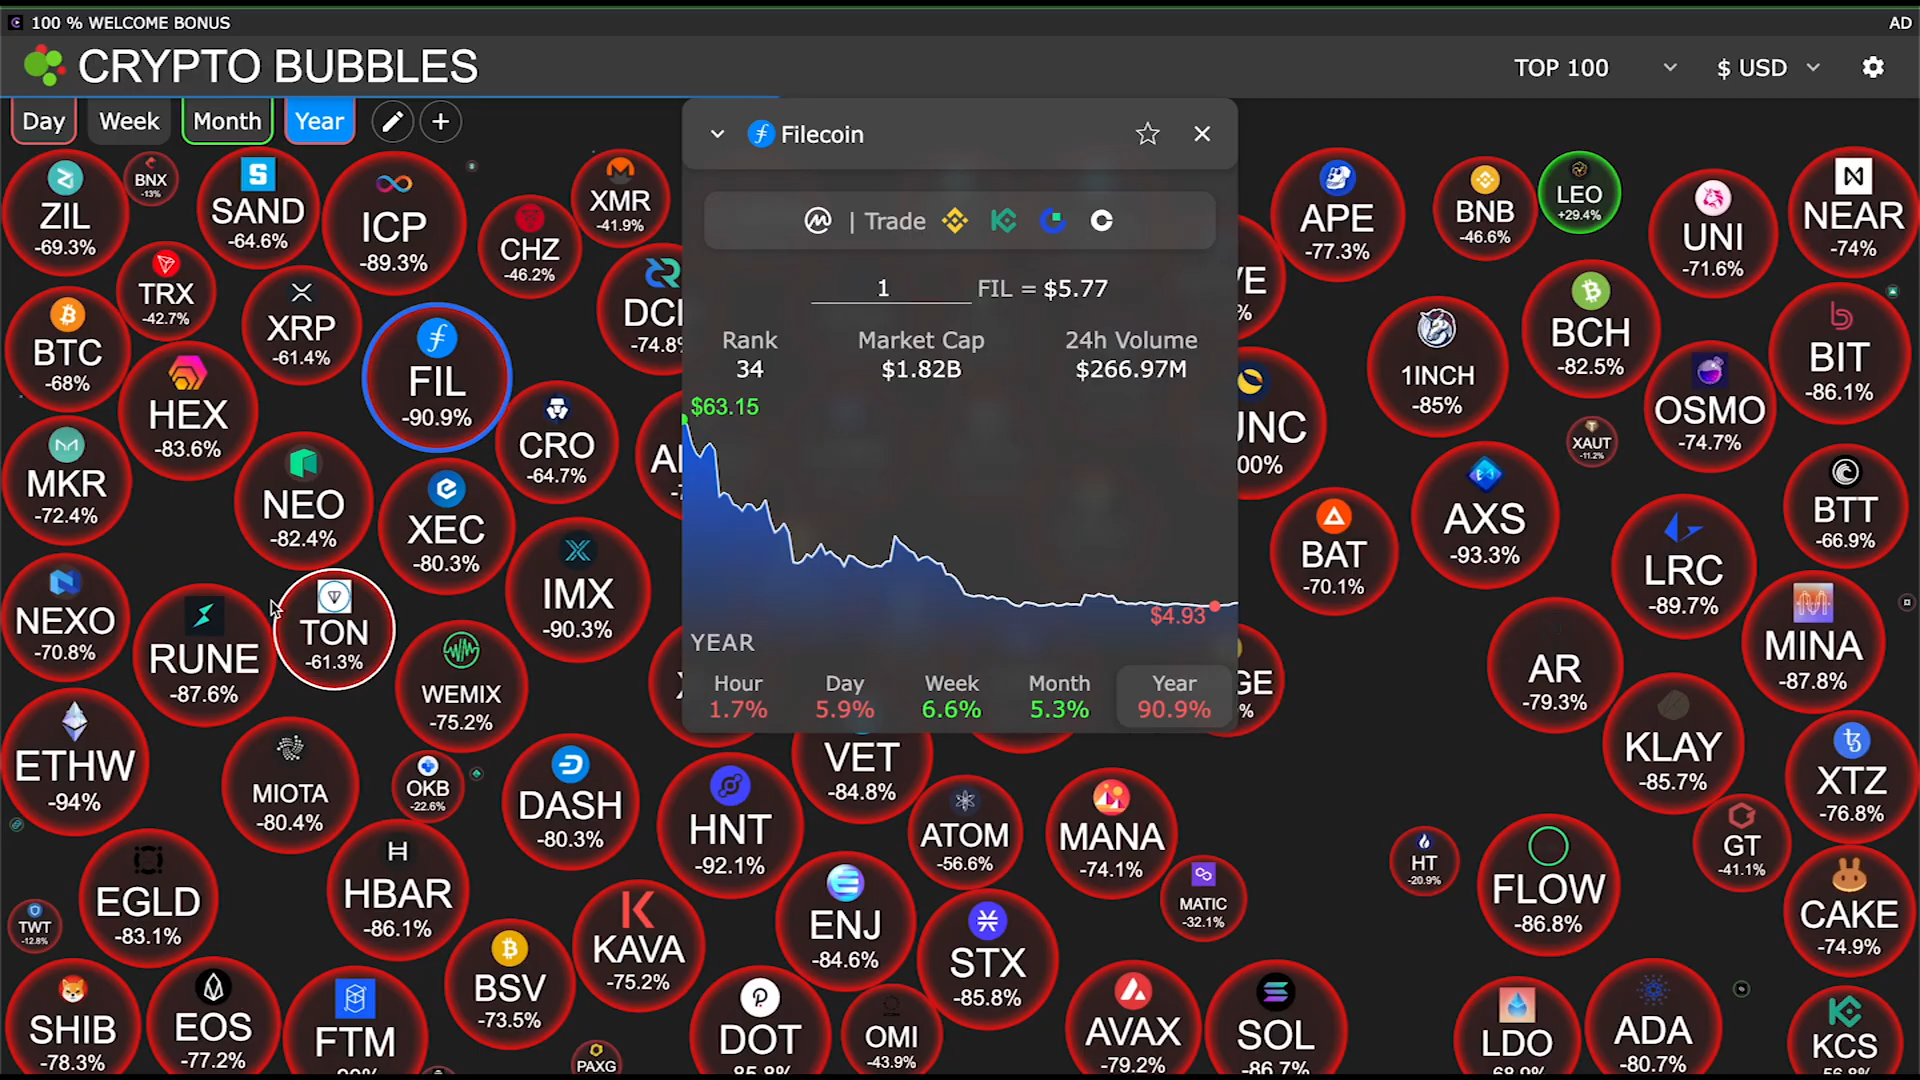 100 % WELCOME BONUS
AD
CRYPTO BUBBLES
TOP 100
$ USD
Day
Week
Month
Year
Filecoin
| Trade
1 FIL = $5.77
Rank
34
Market Cap
$1.82B
24h Volume
$266.97M
$63.15
$4.93
YEAR
Hour
1.7%
Day
5.9%
Week
6.6%
Month
5.3%
Year
90.9%
ZIL
-69.3%
BNX
-13%
SAND
-64.6%
ICP
-89.3%
CHZ
-46.2%
XMR
-41.9%
TRX
-42.7%
XRP
-61.4%
BTC
-68%
HEX
-83.6%
FIL
-90.9%
-74.8%
CRO
-64.7%
MKR
-72.4%
NEO
-82.4%
XEC
-80.3%
IMX
-90.3%
NEXO
-70.8%
RUNE
-87.6%
TON
-61.3%
WEMIX
-75.2%
ETHW
-94%
MIOTA
-80.4%
OKB
-22.6%
DASH
-80.3%
HNT
-92.1%
VET
-84.8%
ATOM
-56.6%
MANA
-74.1%
MATIC
-32.1%
EGLD
-83.1%
TWT
-12.8%
HBAR
-86.1%
BSV
-73.5%
KAVA
-75.2%
ENJ
-84.6%
STX
-85.8%
SHIB
-78.3%
EOS
-77.2%
FTM
PAXG
DOT
OMI
-43.9%
AVAX
-79.2%
SOL
-86.7%
APE
-77.3%
BNB
-46.6%
LEO
+29.4%
UNI
-71.6%
NEAR
-74%
1INCH
-85%
BCH
-82.5%
OSMO
-74.7%
BIT
-86.1%
XAUT
-11.2%
BAT
-70.1%
AXS
-93.3%
LRC
-89.7%
BTT
-66.9%
AR
-79.3%
KLAY
-85.7%
MINA
-87.8%
XTZ
-76.8%
HT
-20.9%
FLOW
-86.8%
GT
-41.1%
CAKE
-74.9%
LDO
ADA
-80.7%
KCS